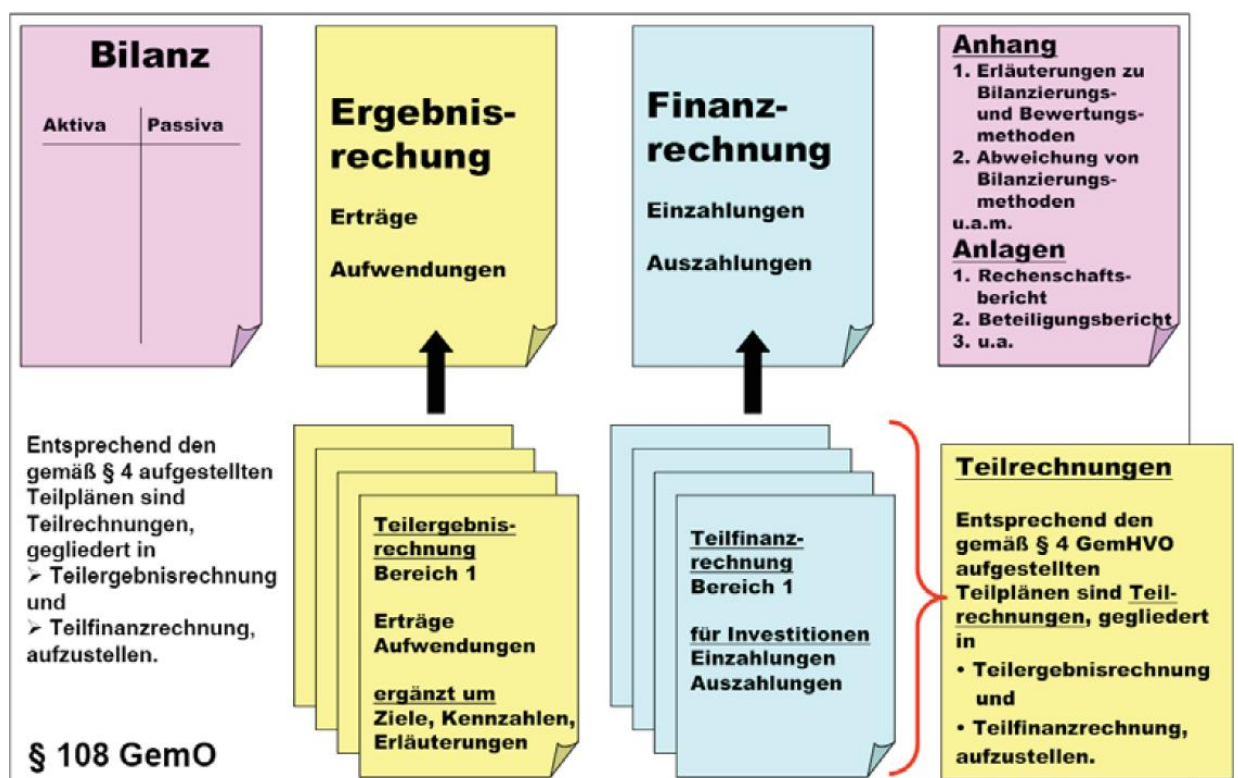 Bilanz
Aktiva
Passiva
Ergebnis-
rechung
Erträge
Aufwendungen
Finanz-
rechnung
Einzahlungen
Auszahlungen
Anhang
1. Erläuterungen zu
Bilanzierungs-
und Bewertungs-
methoden
2. Abweichung von
Bilanzierungs-
methoden
u.a.m.
Anlagen
1. Rechenschafts-
bericht
2. Beteiligungsbericht
3. u.a.
Entsprechend den
gemäß § 4 aufgestellten
Teilplänen sind
Teilrechnungen,
gegliedert in
➢ Teilergebnisrechnung
und
➢ Teilfinanzrechnung,
aufzustellen.
§ 108 GemO
Teilergebnis-
rechnung
Bereich 1
Erträge
Aufwendungen
ergänzt um
Ziele, Kennzahlen,
Erläuterungen
Teilfinanz-
rechnung
Bereich 1
für Investitionen
Einzahlungen
Auszahlungen
Teilrechnungen
Entsprechend den
gemäß § 4 GemHVO
aufgestellten
Teilplänen sind Teil-
rechnungen, gegliedert
in
• Teilergebnisrechnung
und
• Teilfinanzrechnung,
aufzustellen.